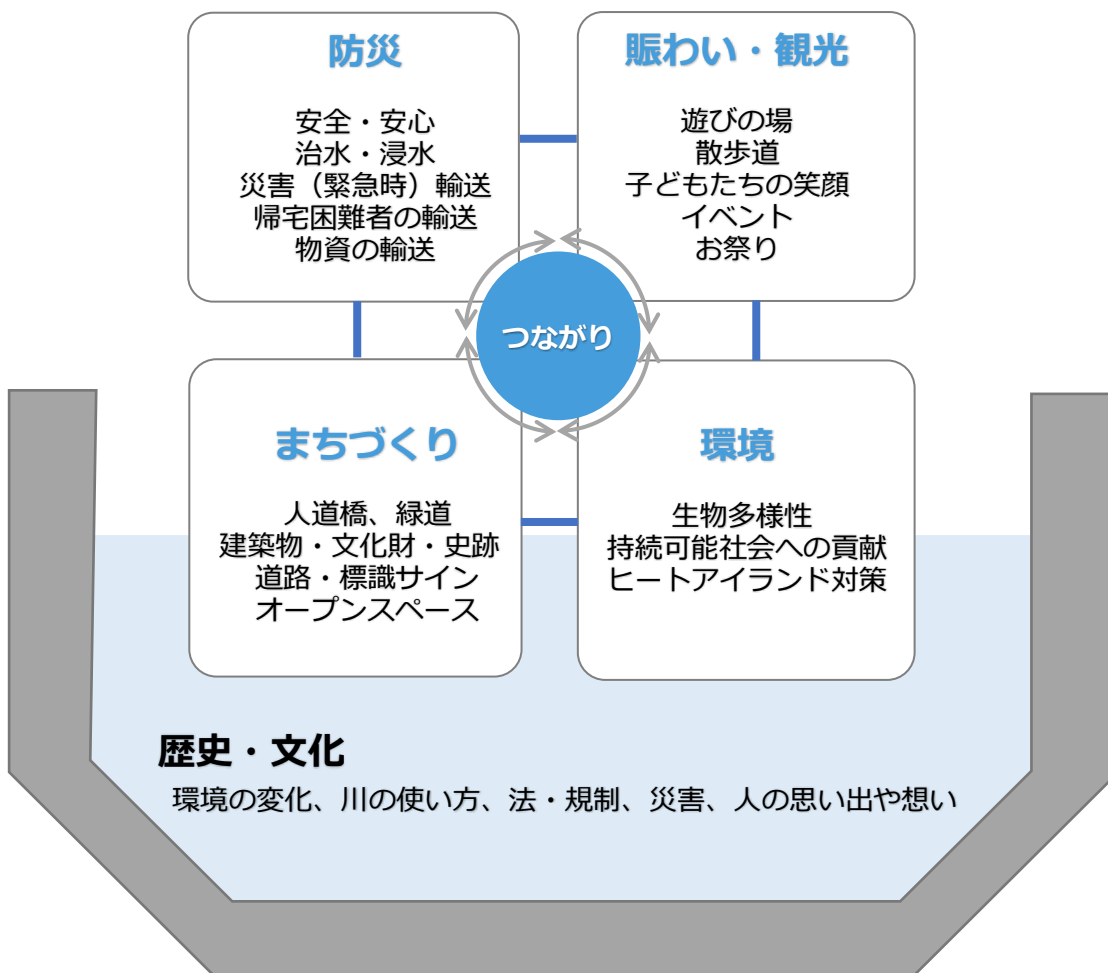 防災
安全・安心
治水・浸水
災害（緊急時）輸送
帰宅困難者の輸送
物資の輸送
賑わい・観光
遊びの場
散歩道
子どもたちの笑顔
イベント
お祭り
つながり
まちづくり
人道橋、緑道
建築物・文化財・史跡
道路・標識サイン
オープンスペース
環境
生物多様性
持続可能社会への貢献
ヒートアイランド対策
歴史・文化
環境の変化、川の使い方、法・規制、災害、人の思い出や想い